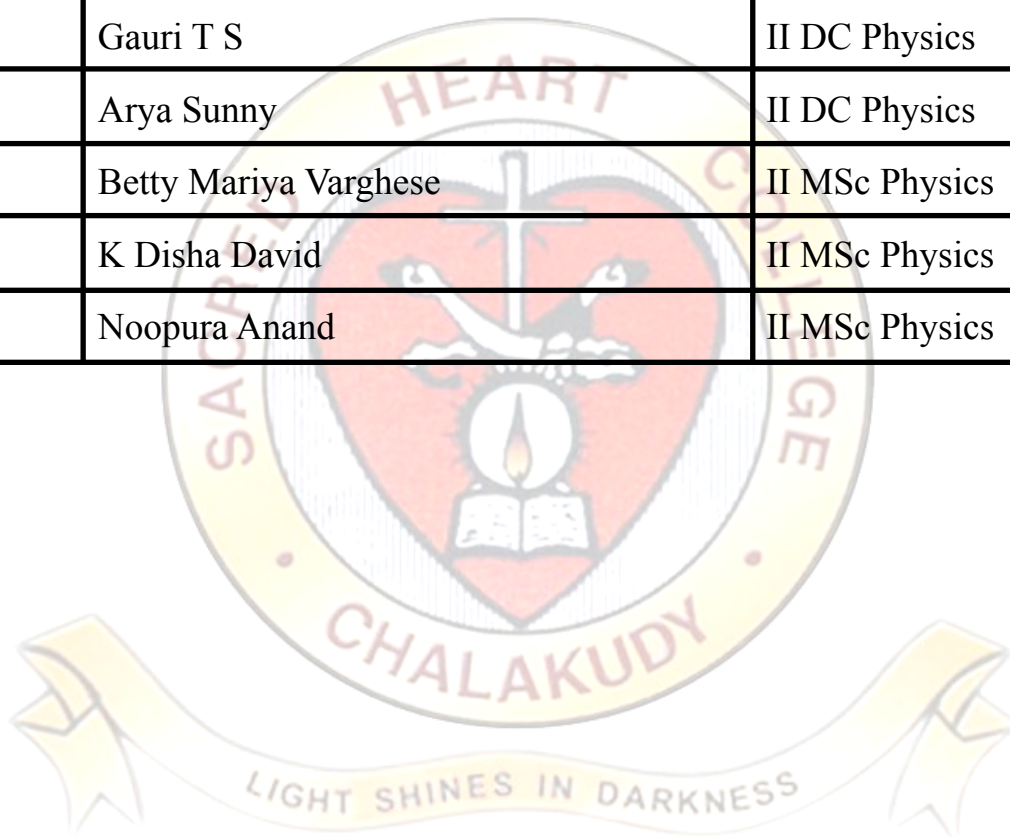 Gauri T S II DC Physics
Arya Sunny II DC Physics
Betty Mariya Varghese II MSc Physics
K Disha David II MSc Physics
Noopura Anand II MSc Physics
SACRED HEART COLLEGE
CHALAKUDY
LIGHT SHINES IN DARKNESS